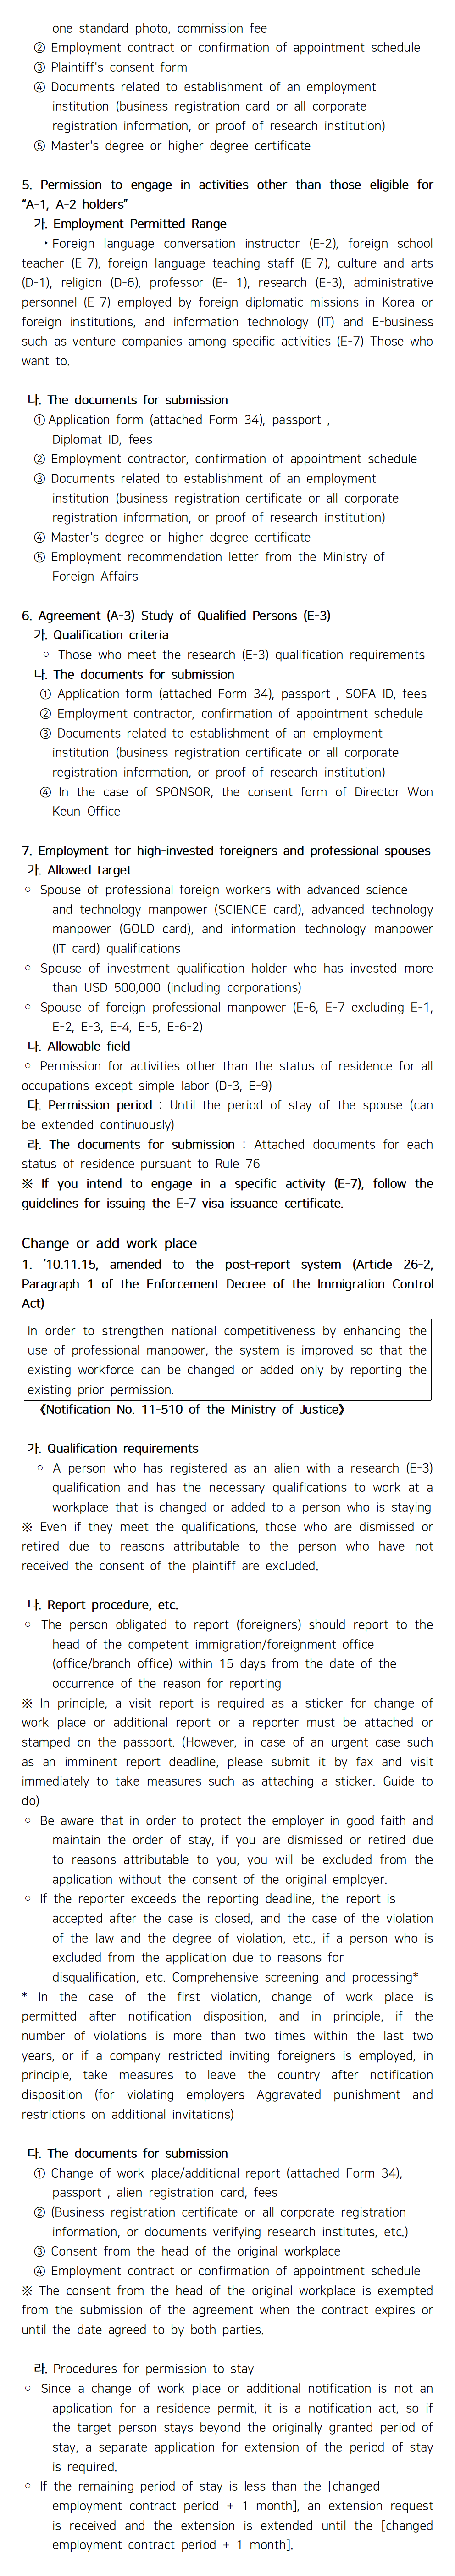 one standard photo, commission fee
② Employment contract or confirmation of appointment schedule
③ Plaintiff's consent form
④ Documents related to establishment of an employment
institution (business registration card or all corporate
registration information, or proof of research institution)
⑤ Master's degree or higher degree certificate
5. Permission to engage in activities other than those eligible for
“A-1, A-2 holders”
가. Employment Permitted Range
‣ Foreign language conversation instructor (E-2), foreign school
teacher (E-7), foreign language teaching staff (E-7), culture and arts
(D-1), religion (D-6), professor (E- 1), research (E-3), administrative
personnel (E-7) employed by foreign diplomatic missions in Korea or
foreign institutions, and information technology (IT) and E-business
such as venture companies among specific activities (E-7) Those who
want to.
나. The documents for submission
① Application form (attached Form 34), passport ,
Diplomat ID, fees
② Employment contractor, confirmation of appointment schedule
③ Documents related to establishment of an employment
institution (business registration certificate or all corporate
registration information, or proof of research institution)
④ Master's degree or higher degree certificate
⑤ Employment recommendation letter from the Ministry of
Foreign Affairs
6. Agreement (A-3) Study of Qualified Persons (E-3)
가. Qualification criteria
○ Those who meet the research (E-3) qualification requirements
나. The documents for submission
① Application form (attached Form 34), passport , SOFA ID, fees
② Employment contractor, confirmation of appointment schedule
③ Documents related to establishment of an employment
institution (business registration certificate or all corporate
registration information, or proof of research institution)
④ In the case of SPONSOR, the consent form of Director Won
Keun Office
7. Employment for high-invested foreigners and professional spouses
가. Allowed target
○ Spouse of professional foreign workers with advanced science
and technology manpower (SCIENCE card), advanced technology
manpower (GOLD card), and information technology manpower
(IT card) qualifications
○ Spouse of investment qualification holder who has invested more
than USD 500,000 (including corporations)
○ Spouse of foreign professional manpower (E-6, E-7 excluding E-1,
E-2, E-3, E-4, E-5, E-6-2)
나. Allowable field
○ Permission for activities other than the status of residence for all
occupations except simple labor (D-3, E-9)
다. Permission period : Until the period of stay of the spouse (can
be extended continuously)
라. The documents for submission : Attached documents for each
status of residence pursuant to Rule 76
※ If you intend to engage in a specific activity (E-7), follow the
guidelines for issuing the E-7 visa issuance certificate.
Change or add work place
1. ‘10.11.15, amended to the post-report system (Article 26-2,
Paragraph 1 of the Enforcement Decree of the Immigration Control
Act)
In order to strengthen national competitiveness by enhancing the
use of professional manpower, the system is improved so that the
existing workforce can be changed or added only by reporting the
existing prior permission.
《Notification No. 11-510 of the Ministry of Justice》
가. Qualification requirements
○ A person who has registered as an alien with a research (E-3)
qualification and has the necessary qualifications to work at a
workplace that is changed or added to a person who is staying
※ Even if they meet the qualifications, those who are dismissed or
retired due to reasons attributable to the person who have not
received the consent of the plaintiff are excluded.
나. Report procedure, etc.
○ The person obligated to report (foreigners) should report to the
head of the competent immigration/foreignment office
(office/branch office) within 15 days from the date of the
occurrence of the reason for reporting
※ In principle, a visit report is required as a sticker for change of
work place or additional report or a reporter must be attached or
stamped on the passport. (However, in case of an urgent case such
as an imminent report deadline, please submit it by fax and visit
immediately to take measures such as attaching a sticker. Guide to
do)
○ Be aware that in order to protect the employer in good faith and
maintain the order of stay, if you are dismissed or retired due
to reasons attributable to you, you will be excluded from the
application without the consent of the original employer.
○ If the reporter exceeds the reporting deadline, the report is
accepted after the case is closed, and the case of the violation
of the law and the degree of violation, etc., if a person who is
excluded from the application due to reasons for
disqualification, etc. Comprehensive screening and processing*
* In the case of the first violation, change of work place is
permitted after notification disposition, and in principle, if the
number of violations is more than two times within the last two
years, or if a company restricted inviting foreigners is employed, in
principle, take measures to leave the country after notification
disposition (for violating employers Aggravated punishment and
restrictions on additional invitations)
다. The documents for submission
① Change of work place/additional report (attached Form 34),
passport , alien registration card, fees
② (Business registration certificate or all corporate registration
information, or documents verifying research institutes, etc.)
③ Consent from the head of the original workplace
④ Employment contract or confirmation of appointment schedule
※ The consent from the head of the original workplace is exempted
from the submission of the agreement when the contract expires or
until the date agreed to by both parties.
라. Procedures for permission to stay
○ Since a change of work place or additional notification is not an
application for a residence permit, it is a notification act, so if
the target person stays beyond the originally granted period of
stay, a separate application for extension of the period of stay
is required.
○ If the remaining period of stay is less than the [changed
employment contract period + 1 month], an extension request
is received and the extension is extended until the [changed
employment contract period + 1 month].